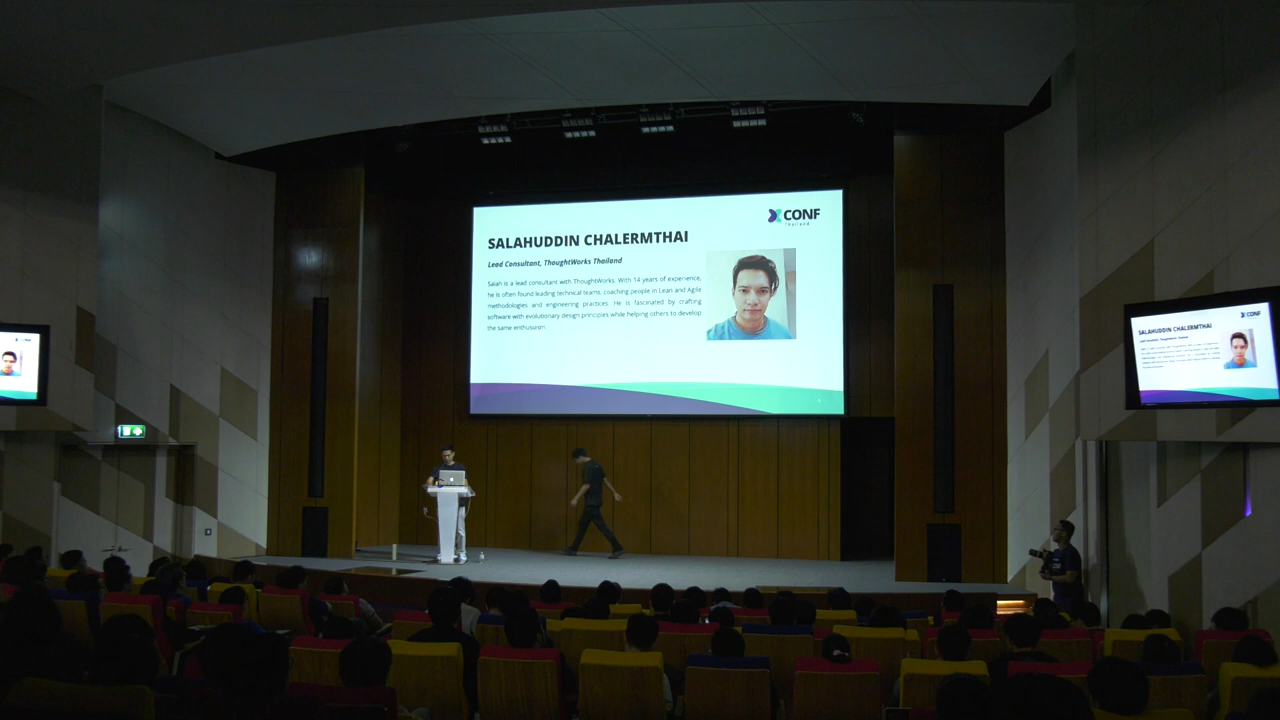 CONF
Thailand
SALAHUDDIN CHALERMTHAI
Lead Consultant, ThoughtWorks Thailand
Salah is a lead consultant with ThoughtWorks. With 14 years of experience,
he is often found leading technical teams, coaching people in Lean and Agile
methodologies and engineering practices. He is fascinated by crafting
software with evolutionary design principles while helping others to develop
the same enthusiasm.
CONF
SALAHUDDIN CHALERMTHAI